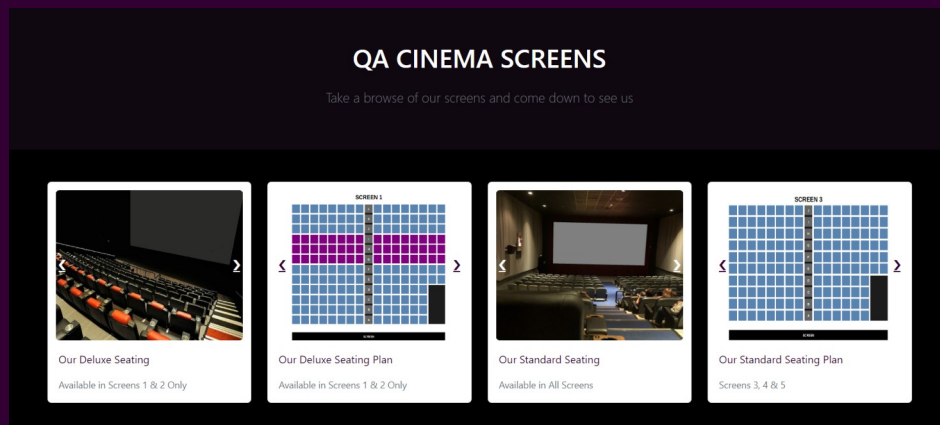 QA CINEMA SCREENS
Take a browse of our screens and come down to see us
SCREEN 1
SCREEN
SCREEN 3
SCREEN
Our Deluxe Seating
Our Deluxe Seating Plan
Our Standard Seating
Our Standard Seating Plan
Available in Screens 1 & 2 Only
Available in Screens 1 & 2 Only
Available in All Screens
Screens 3, 4 & 5